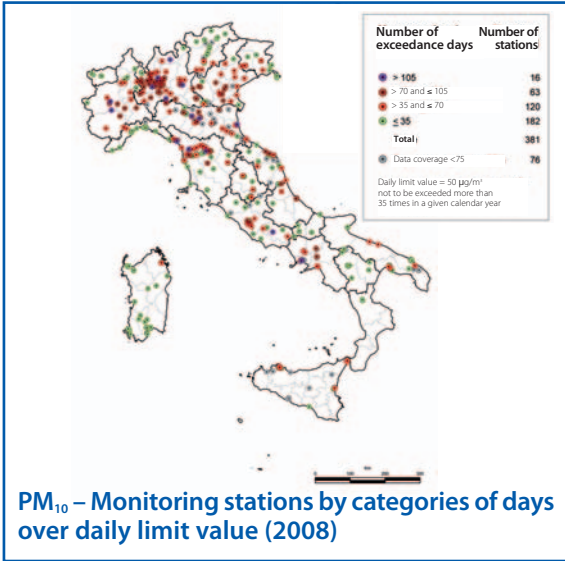 Number of exceedance days Number of stations
> 105 16
> 70 and ≤ 105 63
> 35 and ≤ 70 120
≤ 35 182
Total 381
Data coverage <75 76
Daily limit value = 50 µg/m³
not to be exceeded more than
35 times in a given calendar year
0 300
PM₁₀ – Monitoring stations by categories of days
over daily limit value (2008)